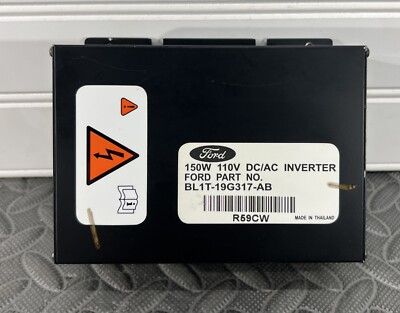 Ford
150W 110V DC/AC INVERTER
FORD PART NO.
BL1T-19G317-AB
R59CW MADE IN THAILAND